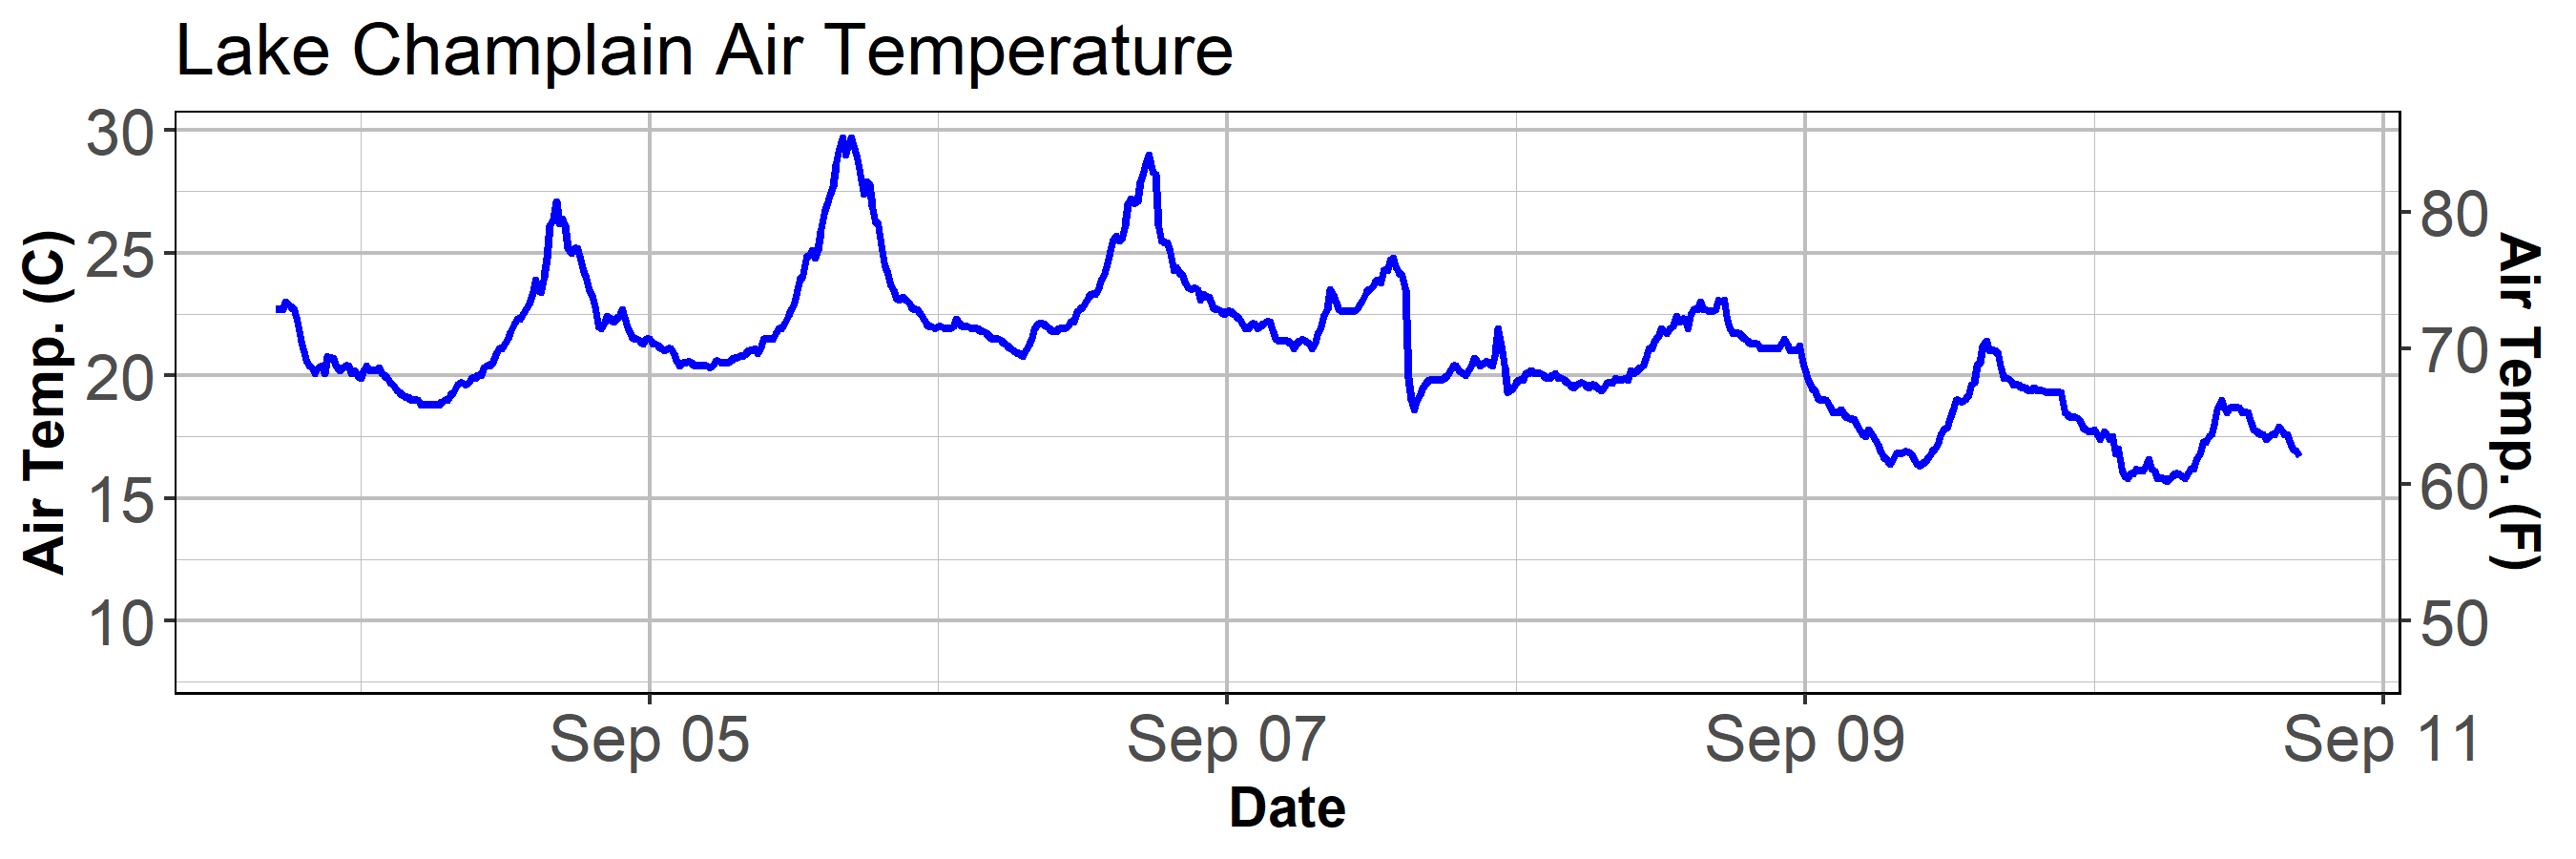 Lake Champlain Air Temperature
Air Temp. (C)
30
25
20
15
10
80
70
60
50
Air Temp. (F)
Sep 05
Sep 07
Sep 09
Sep 11
Date